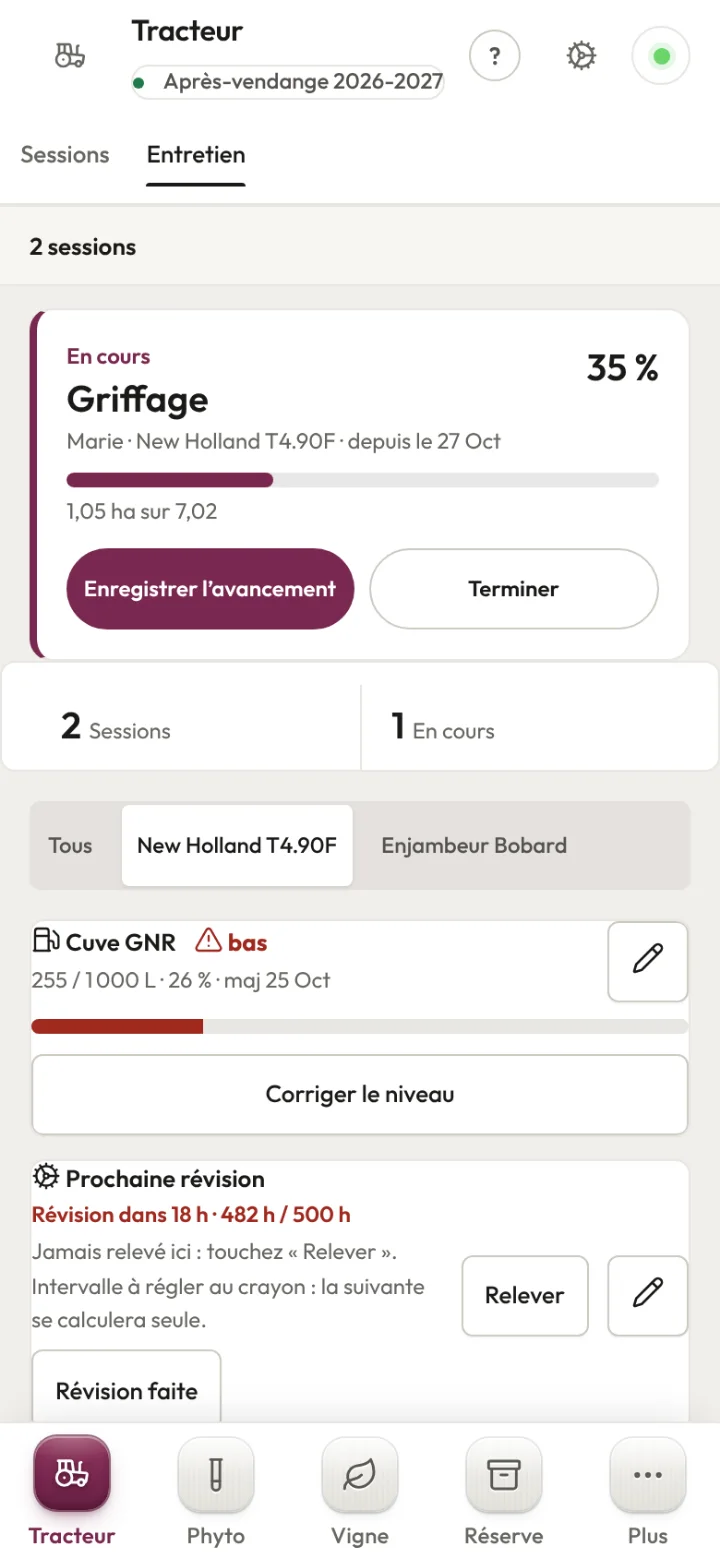 Tracteur
Après-vendange 2026-2027
?
Sessions Entretien
2 sessions
En cours
35 %
Griffage
Marie · New Holland T4.90F · depuis le 27 Oct
1,05 ha sur 7,02
Enregistrer l’avancement Terminer
2 Sessions 1 En cours
Tous New Holland T4.90F Enjambeur Bobard
Cuve GNR bas
255 / 1 000 L · 26 % · maj 25 Oct
Corriger le niveau
Prochaine révision
Révision dans 18 h · 482 h / 500 h
Jamais relevé ici : touchez « Relever ».
Intervalle à régler au crayon : la suivante
se calculera seule.
Relever
Révision faite
Tracteur Phyto Vigne Réserve Plus